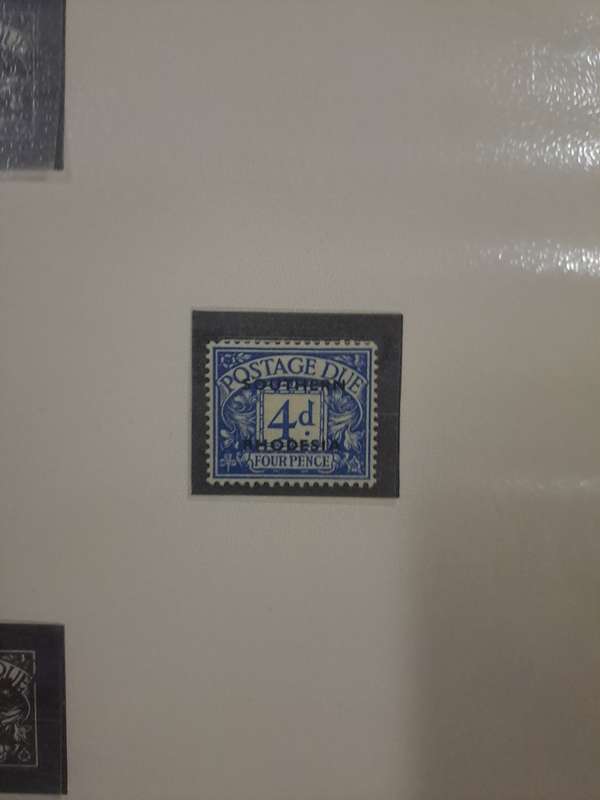 POSTAGE DUE
SOUTHERN
4d.
RHODESIA
FOUR PENCE